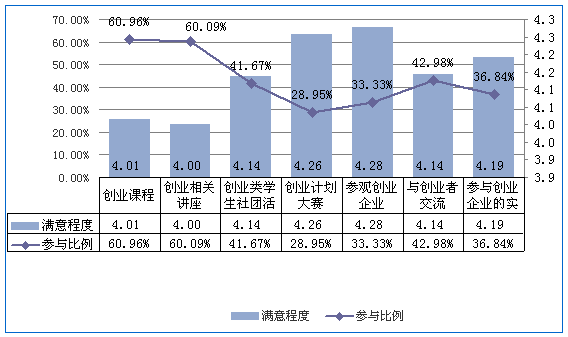 70.00%
60.00%
50.00%
40.00%
30.00%
20.00%
10.00%
0.00%
60.96%
60.09%
41.67%
28.95%
33.33%
42.98%
36.84%
4.01
4.00
4.14
4.26
4.28
4.14
4.19
4.3
4.3
4.2
4.2
4.1
4.1
4.0
4.0
3.9
3.9
创业课程
创业相关
讲座
创业类学
生社团活
创业计划
大赛
参观创业
企业
与创业者
交流
参与创业
企业的实
满意程度 4.01 4.00 4.14 4.26 4.28 4.14 4.19
参与比例 60.96% 60.09% 41.67% 28.95% 33.33% 42.98% 36.84%
满意程度 参与比例